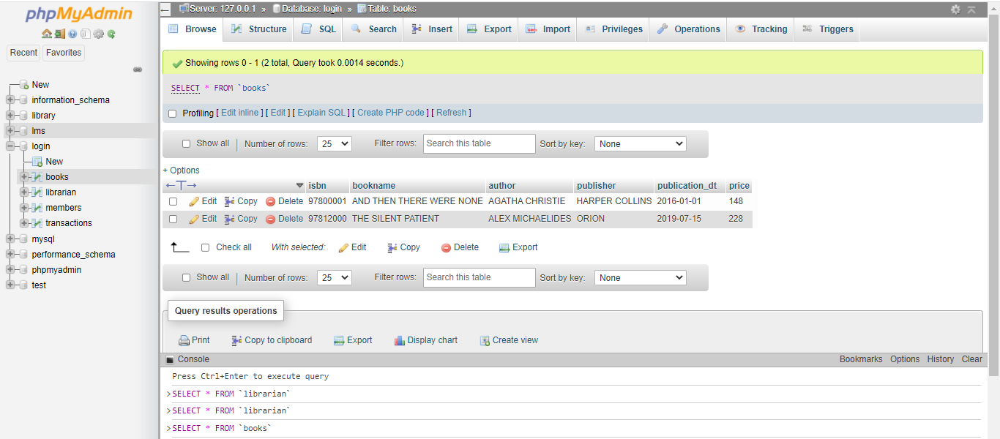 phpMyAdmin
Recent Favorites
New
information_schema
library
lms
login
New
books
librarian
members
transactions
mysql
performance_schema
phpmyadmin
test
Server: 127.0.0.1 » Database: login » Table: books
Browse Structure SQL Search Insert Export Import Privileges Operations Tracking Triggers
Showing rows 0 - 1 (2 total, Query took 0.0014 seconds.)
SELECT * FROM `books`
Profiling [ Edit inline ] [ Edit ] [ Explain SQL ] [ Create PHP code ] [ Refresh ]
Show all | Number of rows: 25 Filter rows: Search this table Sort by key: None
+ Options
←T→ isbn bookname author publisher publication_dt price
Edit Copy Delete 97800001 AND THEN THERE WERE NONE AGATHA CHRISTIE HARPER COLLINS 2016-01-01 148
Edit Copy Delete 97812000 THE SILENT PATIENT ALEX MICHAELIDES ORION 2019-07-15 228
Check all With selected: Edit Copy Delete Export
Show all | Number of rows: 25 Filter rows: Search this table Sort by key: None
Query results operations
Print Copy to clipboard Export Display chart Create view
Console Bookmarks Options History Clear
Press Ctrl+Enter to execute query
>SELECT * FROM `librarian`
>SELECT * FROM `librarian`
>SELECT * FROM `books`